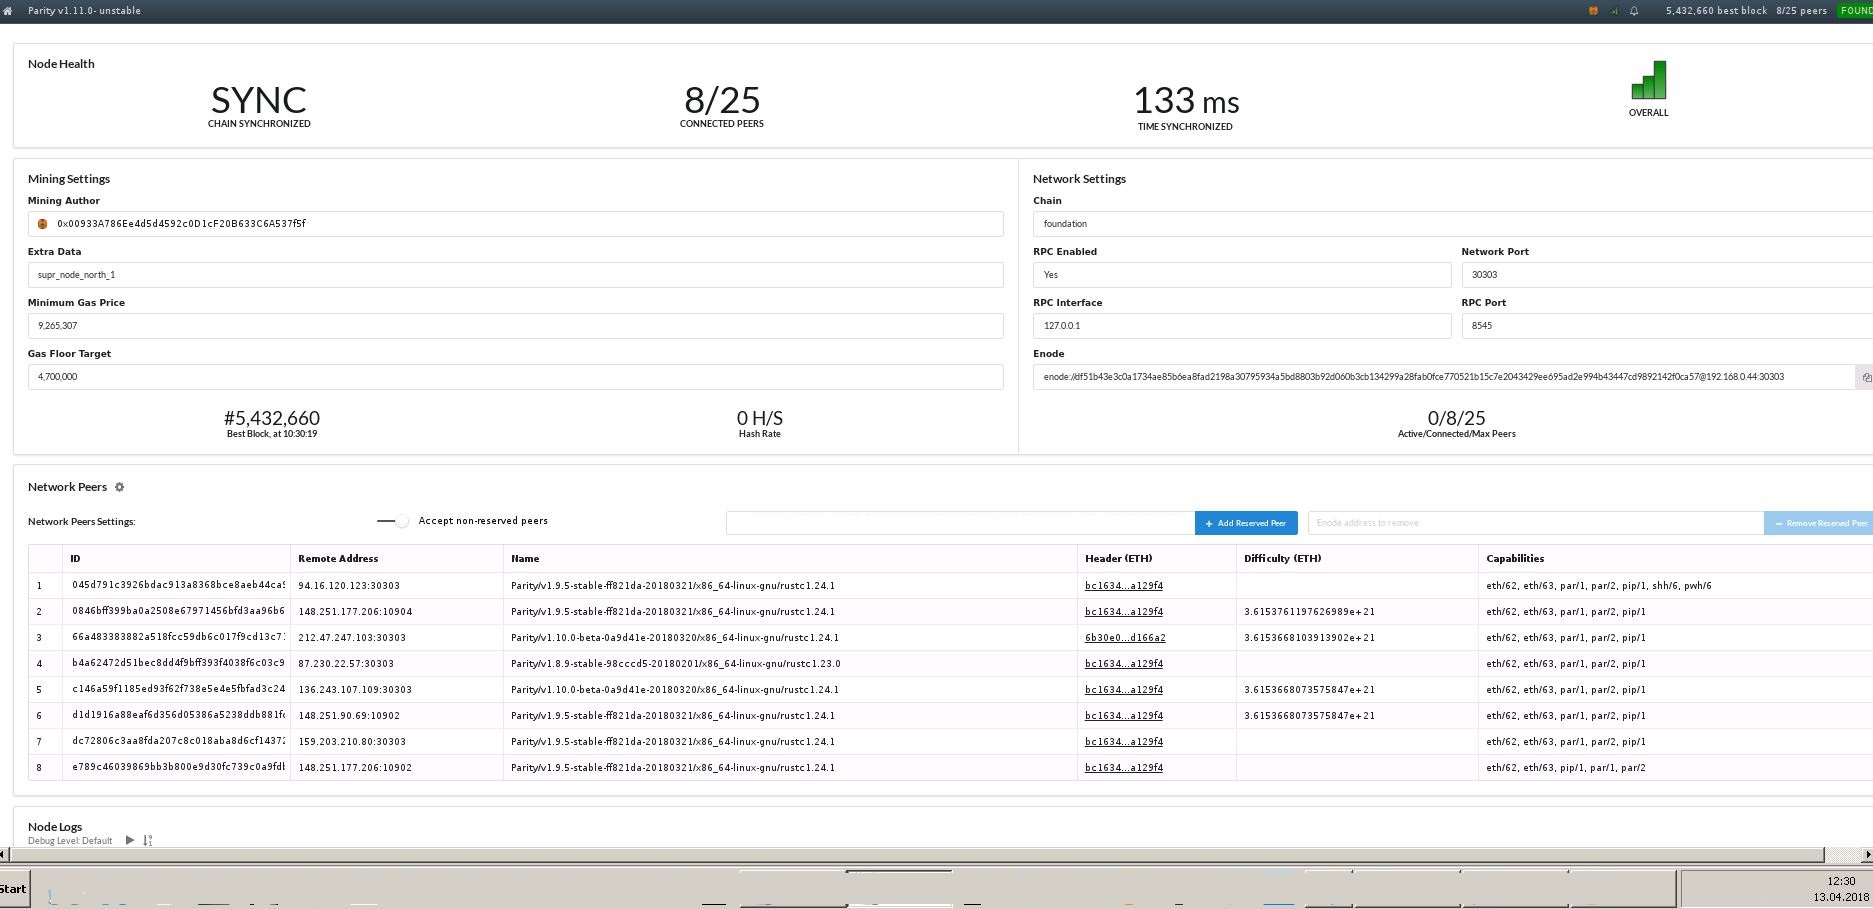 Parity v1.11.0- unstable
5,432,660 best block 8/25 peers
Node Health
SYNC 8/25 133 ms
CHAIN SYNCHRONIZED CONNECTED PEERS TIME SYNCHRONIZED OVERALL
Mining Settings
Mining Author
0x00933A786Ee4d5d4592c0D1cF20B633C6A537f5f
Extra Data
supr_node_north_1
Minimum Gas Price
9,265,307
Gas Floor Target
4,700,000
#5,432,660 0 H/S
Best Block, at 10:30:19 Hash Rate
Network Settings
Chain
foundation
RPC Enabled Network Port
Yes 30303
RPC Interface RPC Port
127.0.0.1 8545
Enode
enode://df51b43e3c0a1734ae85b6ea8fad2198a30795934a5bd8803b92d060b3cb134299a28fab0fce770521b15c7e2043429ee695ad2e994b43447cd9892142f0ca57@192.168.0.44:30303
0/8/25
Active/Connected/Max Peers
Network Peers
Network Peers Settings: Accept non-reserved peers + Add Reserved Peer Enode address to remove − Remove Reserved Peer
ID Remote Address Name Header (ETH) Difficulty (ETH) Capabilities
1 045d791c3926bdac913a8368bce8aeb44ca 94.16.120.123:30303 Parity/v1.9.5-stable-ff821da-20180321/x86_64-linux-gnu/rustc1.24.1 bc1634...a129f4 eth/62, eth/63, par/1, par/2, pip/1, shh/6, pwh/6
2 0846bff399ba0a2508e67971456bfd3aa96b6 148.251.177.206:10904 Parity/v1.9.5-stable-ff821da-20180321/x86_64-linux-gnu/rustc1.24.1 bc1634...a129f4 3.6153761197626989e+21 eth/62, eth/63, par/1, par/2, pip/1
3 66a483383882a518fcc59db6c017f9cd13c7 212.47.247.103:30303 Parity/v1.10.0-beta-0a9d41e-20180320/x86_64-linux-gnu/rustc1.24.1 6b30e0...d166a2 3.6153668103913902e+21 eth/62, eth/63, par/1, par/2, pip/1
4 b4a62472d51bec8dd4f9bff393f4038f6c03c9 87.230.22.57:30303 Parity/v1.8.9-stable-98cccd5-20180201/x86_64-linux-gnu/rustc1.23.0 bc1634...a129f4 eth/62, eth/63, par/1, par/2, pip/1
5 c146a59f1185ed93f62f738e5e4e5fbfad3c24 136.243.107.109:30303 Parity/v1.10.0-beta-0a9d41e-20180320/x86_64-linux-gnu/rustc1.24.1 bc1634...a129f4 3.6153668073575847e+21 eth/62, eth/63, par/1, par/2, pip/1
6 d1d1916a88eaf6d356d05386a5238ddb881f 148.251.90.69:10902 Parity/v1.9.5-stable-ff821da-20180321/x86_64-linux-gnu/rustc1.24.1 bc1634...a129f4 3.6153668073575847e+21 eth/62, eth/63, par/1, par/2, pip/1
7 dc72806c3aa8fda207c8c018aba8d6cf1437 159.203.210.80:30303 Parity/v1.9.5-stable-ff821da-20180321/x86_64-linux-gnu/rustc1.24.1 bc1634...a129f4 eth/62, eth/63, par/1, par/2, pip/1
8 e789c46039869bb3b800e9d30fc739c0a9fd 148.251.177.206:10902 Parity/v1.9.5-stable-ff821da-20180321/x86_64-linux-gnu/rustc1.24.1 bc1634...a129f4 eth/62, eth/63, pip/1, par/1, par/2
Node Logs
Debug Level: Default
Start
12:30
13.04.2018